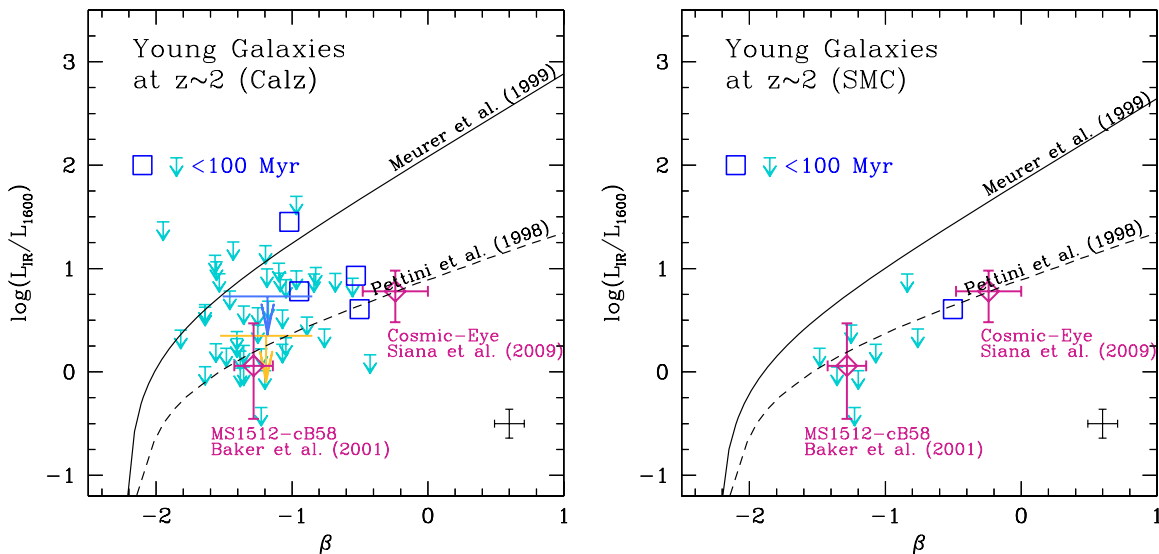 Young Galaxies
at z~2 (Calz)
<100 Myr
Meurer et al. (1999)
Pettini et al. (1998)
Cosmic-Eye
Siana et al. (2009)
MS1512-cB58
Baker et al. (2001)
log(L_IR/L_1600)
3
2
1
0
−1
−2
−1
0
1
β
Young Galaxies
at z~2 (SMC)
<100 Myr
Meurer et al. (1999)
Pettini et al. (1998)
Cosmic-Eye
Siana et al. (2009)
MS1512-cB58
Baker et al. (2001)
log(L_IR/L_1600)
3
2
1
0
−1
−2
−1
0
1
β